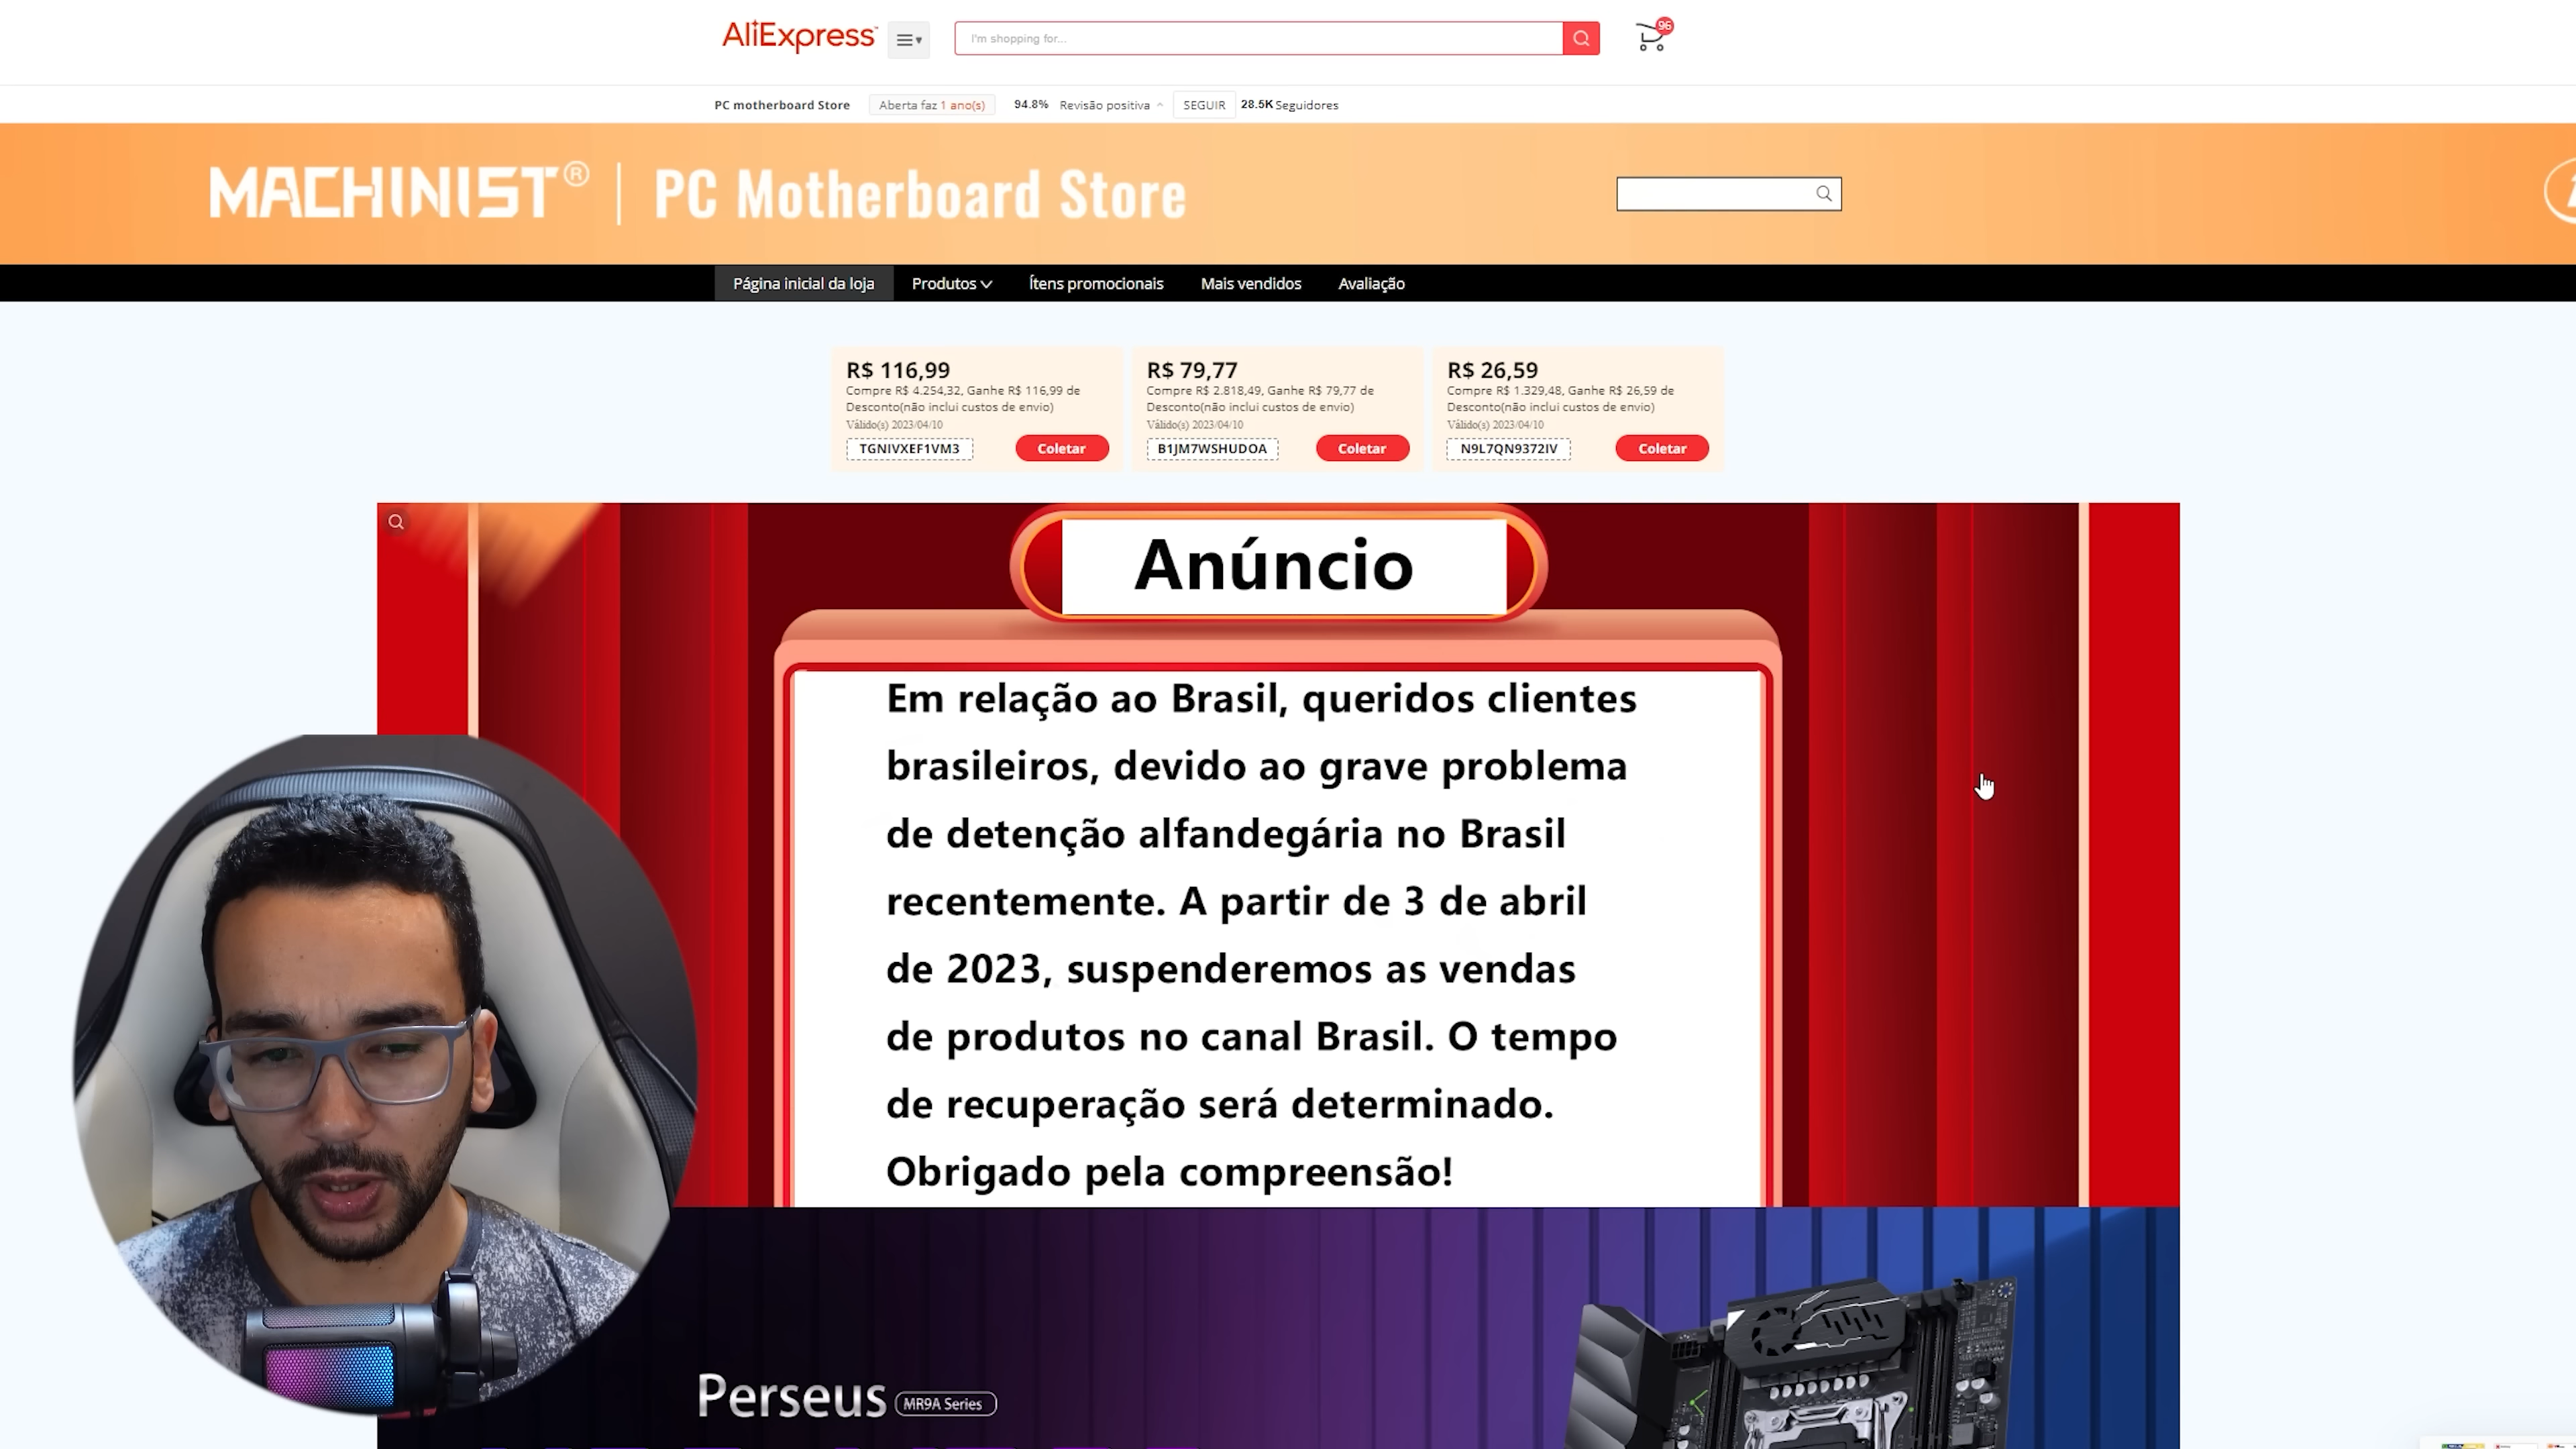 AliExpress
I'm shopping for...
96
PC motherboard Store Aberta faz 1 ano(s) 94.8% Revisão positiva SEGUIR 28.5K Seguidores
MACHINIST® | PC Motherboard Store
Página inicial da loja Produtos Ítens promocionais Mais vendidos Avaliação
R$ 116,99
Compre R$ 4.254,32, Ganhe R$ 116,99 de
Desconto(não inclui custos de envio)
Válido(s) 2023/04/10
TGNIVXEF1VM3 Coletar
R$ 79,77
Compre R$ 2.818,49, Ganhe R$ 79,77 de
Desconto(não inclui custos de envio)
Válido(s) 2023/04/10
B1JM7WSHUDOA Coletar
R$ 26,59
Compre R$ 1.329,48, Ganhe R$ 26,59 de
Desconto(não inclui custos de envio)
Válido(s) 2023/04/10
N9L7QN9372IV Coletar
Anúncio
Em relação ao Brasil, queridos clientes
brasileiros, devido ao grave problema
de detenção alfandegária no Brasil
recentemente. A partir de 3 de abril
de 2023, suspenderemos as vendas
de produtos no canal Brasil. O tempo
de recuperação será determinado.
Obrigado pela compreensão!
Perseus MR9A Series